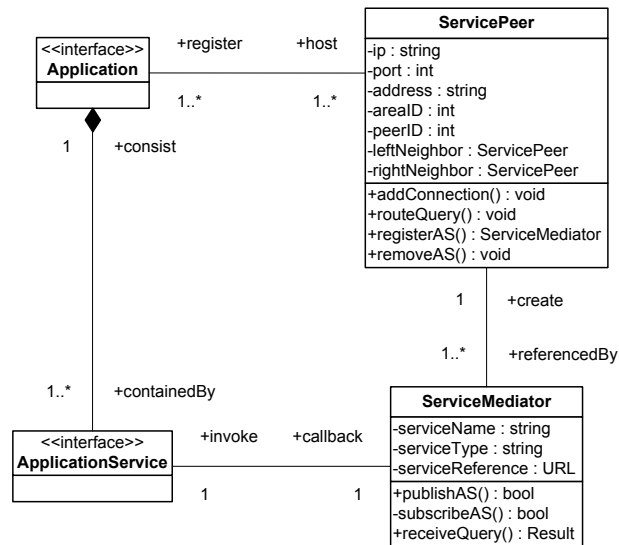 ServicePeer
-ip : string
-port : int
-address : string
-areaID : int
-peerID : int
-leftNeighbor : ServicePeer
-rightNeighbor : ServicePeer
+addConnection() : void
+routeQuery() : void
+registerAS() : ServiceMediator
+removeAS() : void
<<interface>>
Application
+register
+host
1..*
1..*
1
+consist
1
+create
1..*
+referencedBy
1..*
+containedBy
<<interface>>
ApplicationService
+invoke
+callback
1
1
ServiceMediator
-serviceName : string
-serviceType : string
-serviceReference : URL
+publishAS() : bool
-subscribeAS() : bool
+receiveQuery() : Result